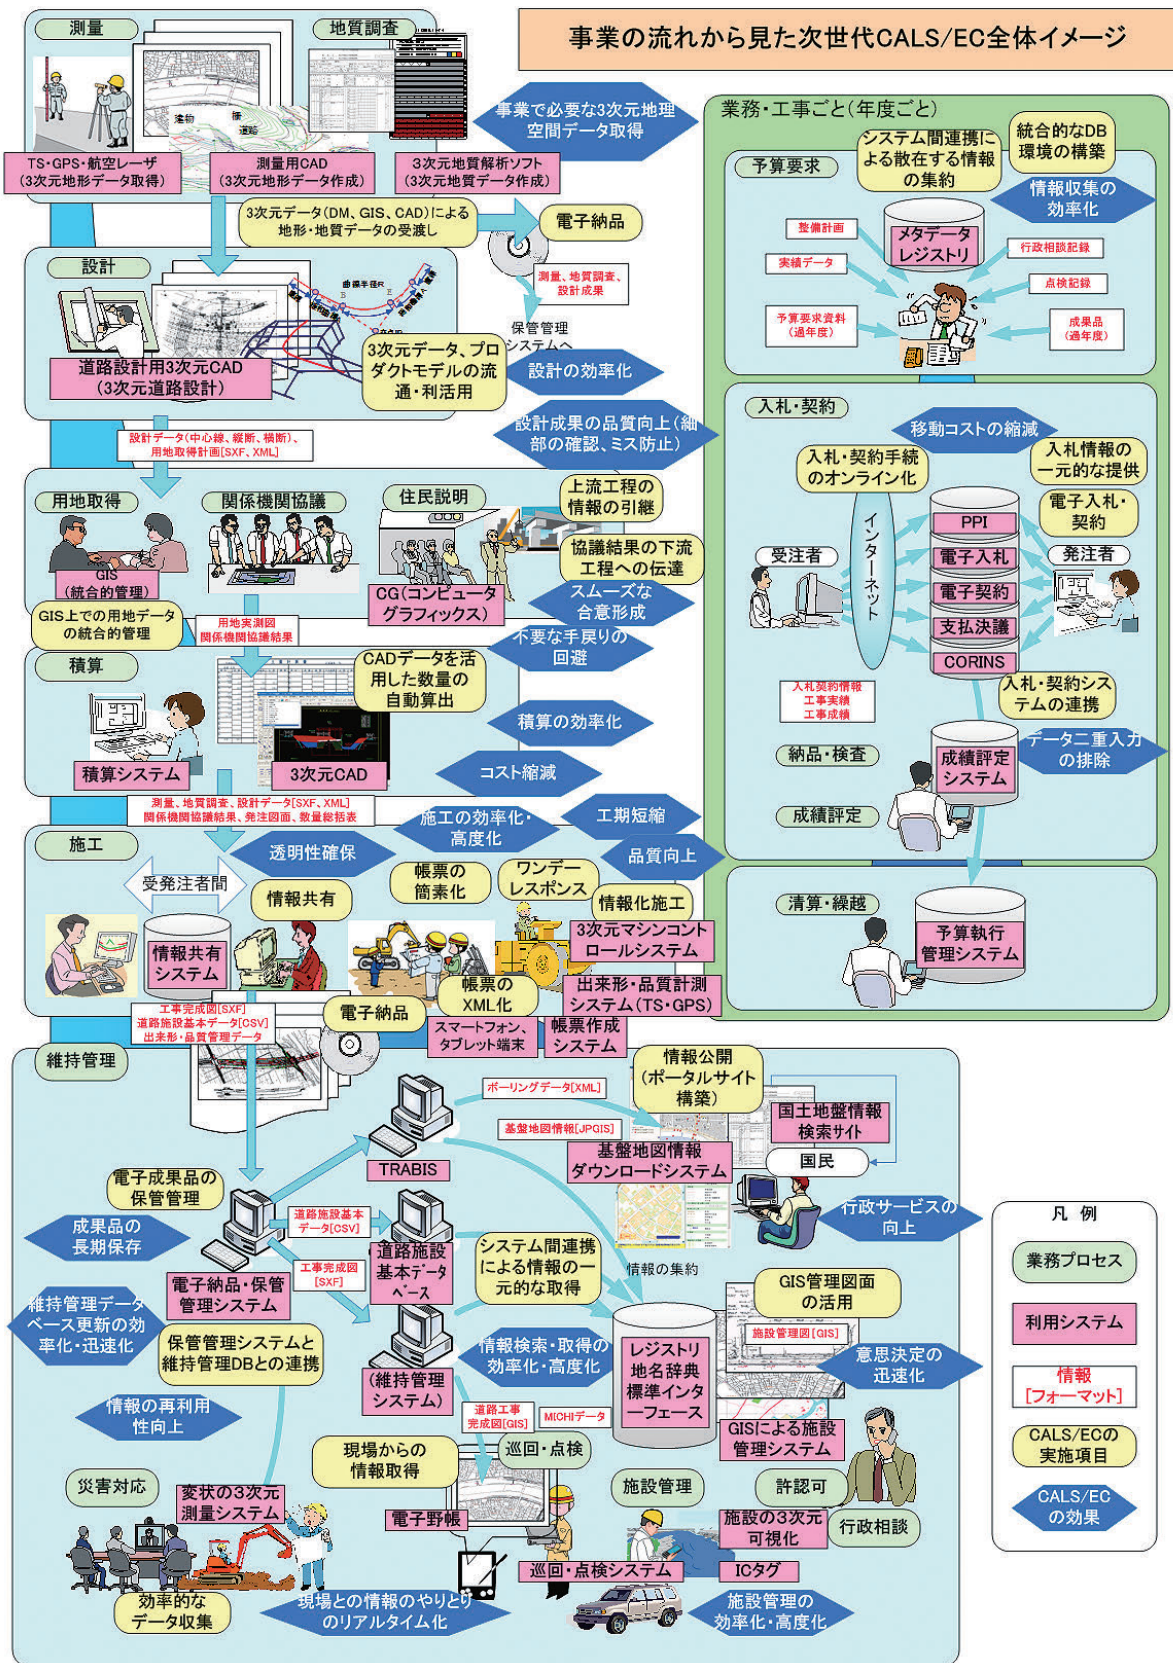 事業の流れから見た次世代CALS/EC全体イメージ
測量
地質調査
建物
橋
道路
TS・GPS・航空レーザ
(3次元地形データ取得)
測量用CAD
(3次元地形データ作成)
3次元地質解析ソフト
(3次元地質データ作成)
事業で必要な3次元地理
空間データ取得
3次元データ(DM、GIS、CAD)による
地形・地質データの受渡し
電子納品
測量、地質調査、
設計成果
保管管理
システムへ
設計
曲線半径R
道路設計用3次元CAD
(3次元道路設計)
3次元データ、プロ
ダクトモデルの流
通・利活用
設計の効率化
設計データ(中心線、縦断、横断)、
用地取得計画[SXF、XML]
設計成果の品質向上(細
部の確認、ミス防止)
用地取得
関係機関協議
住民説明
上流工程の
情報の引継
協議結果の下流
工程への伝達
GIS
(統合的管理)
CG(コンピュータ
グラフィックス)
スムーズな
合意形成
GIS上での用地データ
の統合的管理
用地実測図
関係機関協議結果
不要な手戻りの
回避
積算
CADデータを活
用した数量の
自動算出
積算の効率化
積算システム
3次元CAD
コスト縮減
測量、地質調査、設計データ[SXF、XML]
関係機関協議結果、発注図面、数量総括表
施工
施工の効率化・
高度化
工期短縮
透明性確保
品質向上
受発注者間
情報共有
帳票の
簡素化
ワンデー
レスポンス
情報化施工
情報共有
システム
3次元マシンコント
ロールシステム
帳票の
XML化
出来形・品質計測
システム(TS・GPS)
工事完成図[SXF]
道路施設基本データ[CSV]
出来形・品質管理データ
電子納品
スマートフォン、
タブレット端末
帳票作成
システム
維持管理
情報公開
(ポータルサイト
構築)
ボーリングデータ[XML]
基盤地図情報[JPGIS]
国土地盤情報
検索サイト
基盤地図情報
ダウンロードシステム
国民
TRABIS
電子成果品の
保管管理
行政サービスの
向上
成果品の
長期保存
道路施設基本
データ[CSV]
道路施設
基本データ
ベース
システム間連携
による情報の一
元的な取得
情報の集約
工事完成図
[SXF]
電子納品・保管
管理システム
GIS管理図面
の活用
維持管理データ
ベース更新の効
率化・迅速化
保管管理システムと
維持管理DBとの連携
情報検索・取得の
効率化・高度化
レジストリ
地名辞典
標準インタ
ーフェース
施設管理図[GIS]
意思決定の
迅速化
(維持管理
システム)
情報の再利用
性向上
道路工事
完成図[GIS]
MICHIデータ
GISによる施設
管理システム
現場からの
情報取得
巡回・点検
災害対応
変状の3次元
測量システム
施設管理
許認可
電子野帳
施設の3次元
可視化
行政相談
巡回・点検システム
ICタグ
効率的な
データ収集
現場との情報のやりとり
のリアルタイム化
施設管理の
効率化・高度化
業務・工事ごと(年度ごと)
予算要求
システム間連携に
よる散在する情報
の集約
統合的なDB
環境の構築
情報収集の
効率化
整備計画
メタデータ
レジストリ
行政相談記録
実績データ
点検記録
予算要求資料
(過年度)
成果品
(過年度)
入札・契約
移動コストの縮減
入札・契約手続
のオンライン化
入札情報の
一元的な提供
電子入札・
契約
PPI
受注者
インターネット
電子入札
発注者
電子契約
支払決議
CORINS
入札契約情報
工事実績
工事成績
入札・契約シス
テムの連携
納品・検査
成績評定
システム
データ二重入力
の排除
成績評定
清算・繰越
予算執行
管理システム
凡 例
業務プロセス
利用システム
情報
[フォーマット]
CALS/ECの
実施項目
CALS/EC
の効果